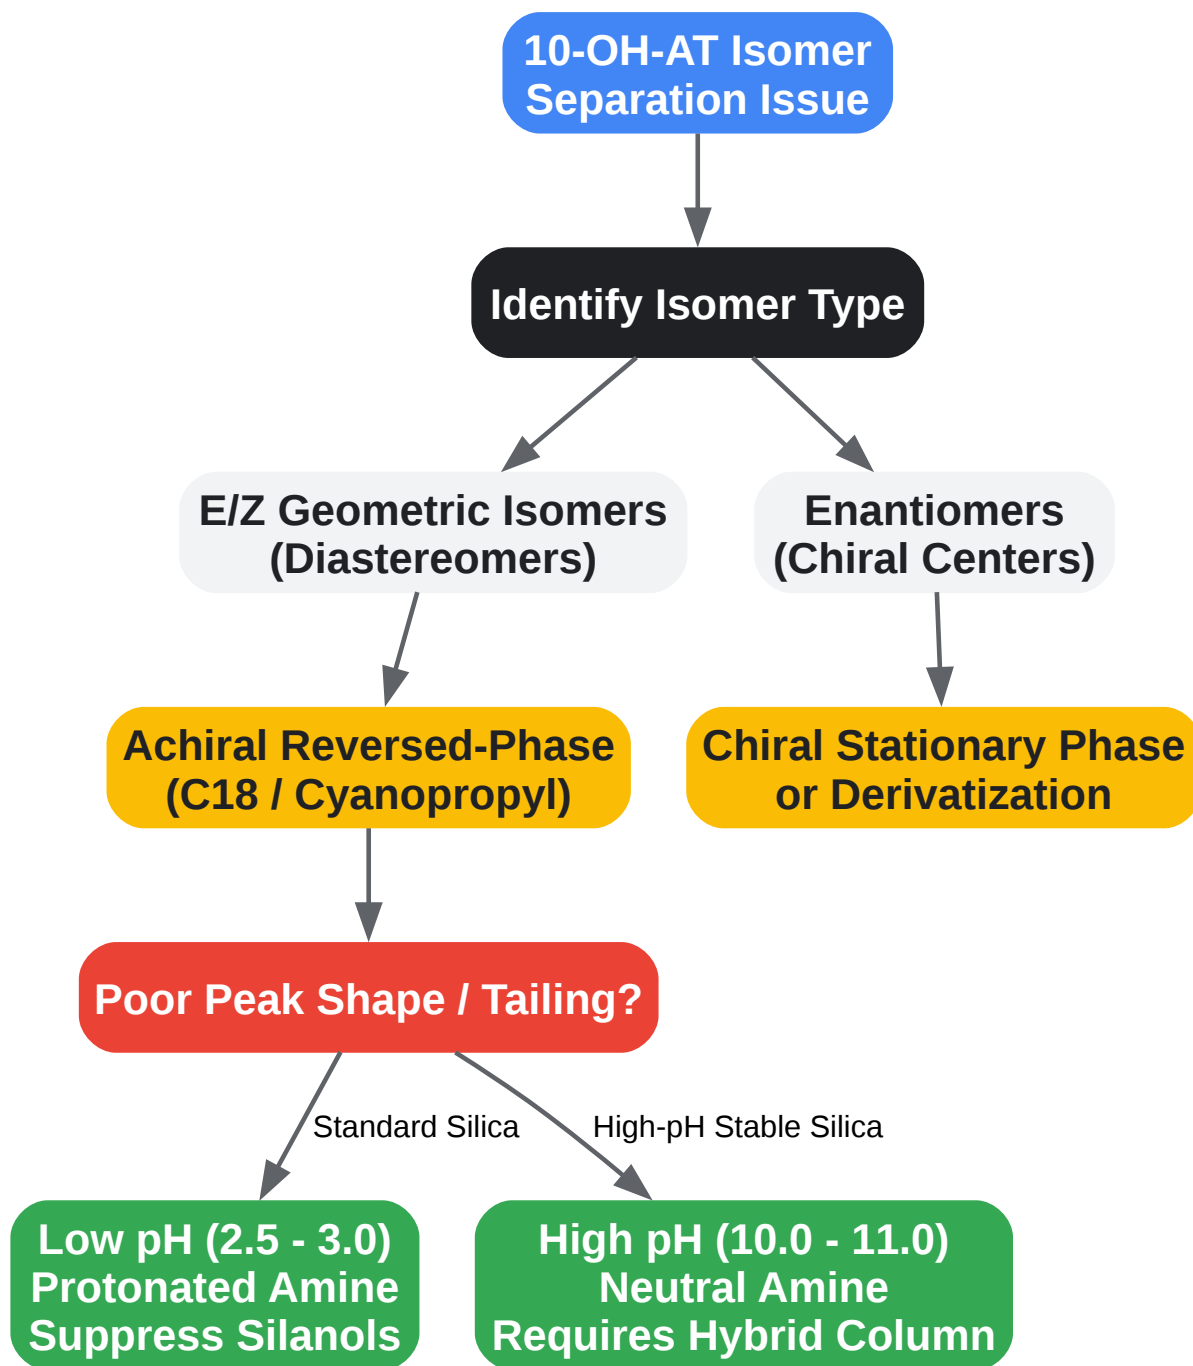 10-OH-AT Isomer
Separation Issue
Identify Isomer Type
E/Z Geometric Isomers
(Diastereomers)
Enantiomers
(Chiral Centers)
Achiral Reversed-Phase
(C18 / Cyanopropyl)
Chiral Stationary Phase
or Derivatization
Poor Peak Shape / Tailing?
Standard Silica
High-pH Stable Silica
Low pH (2.5 - 3.0)
Protonated Amine
Suppress Silanols
High pH (10.0 - 11.0)
Neutral Amine
Requires Hybrid Column